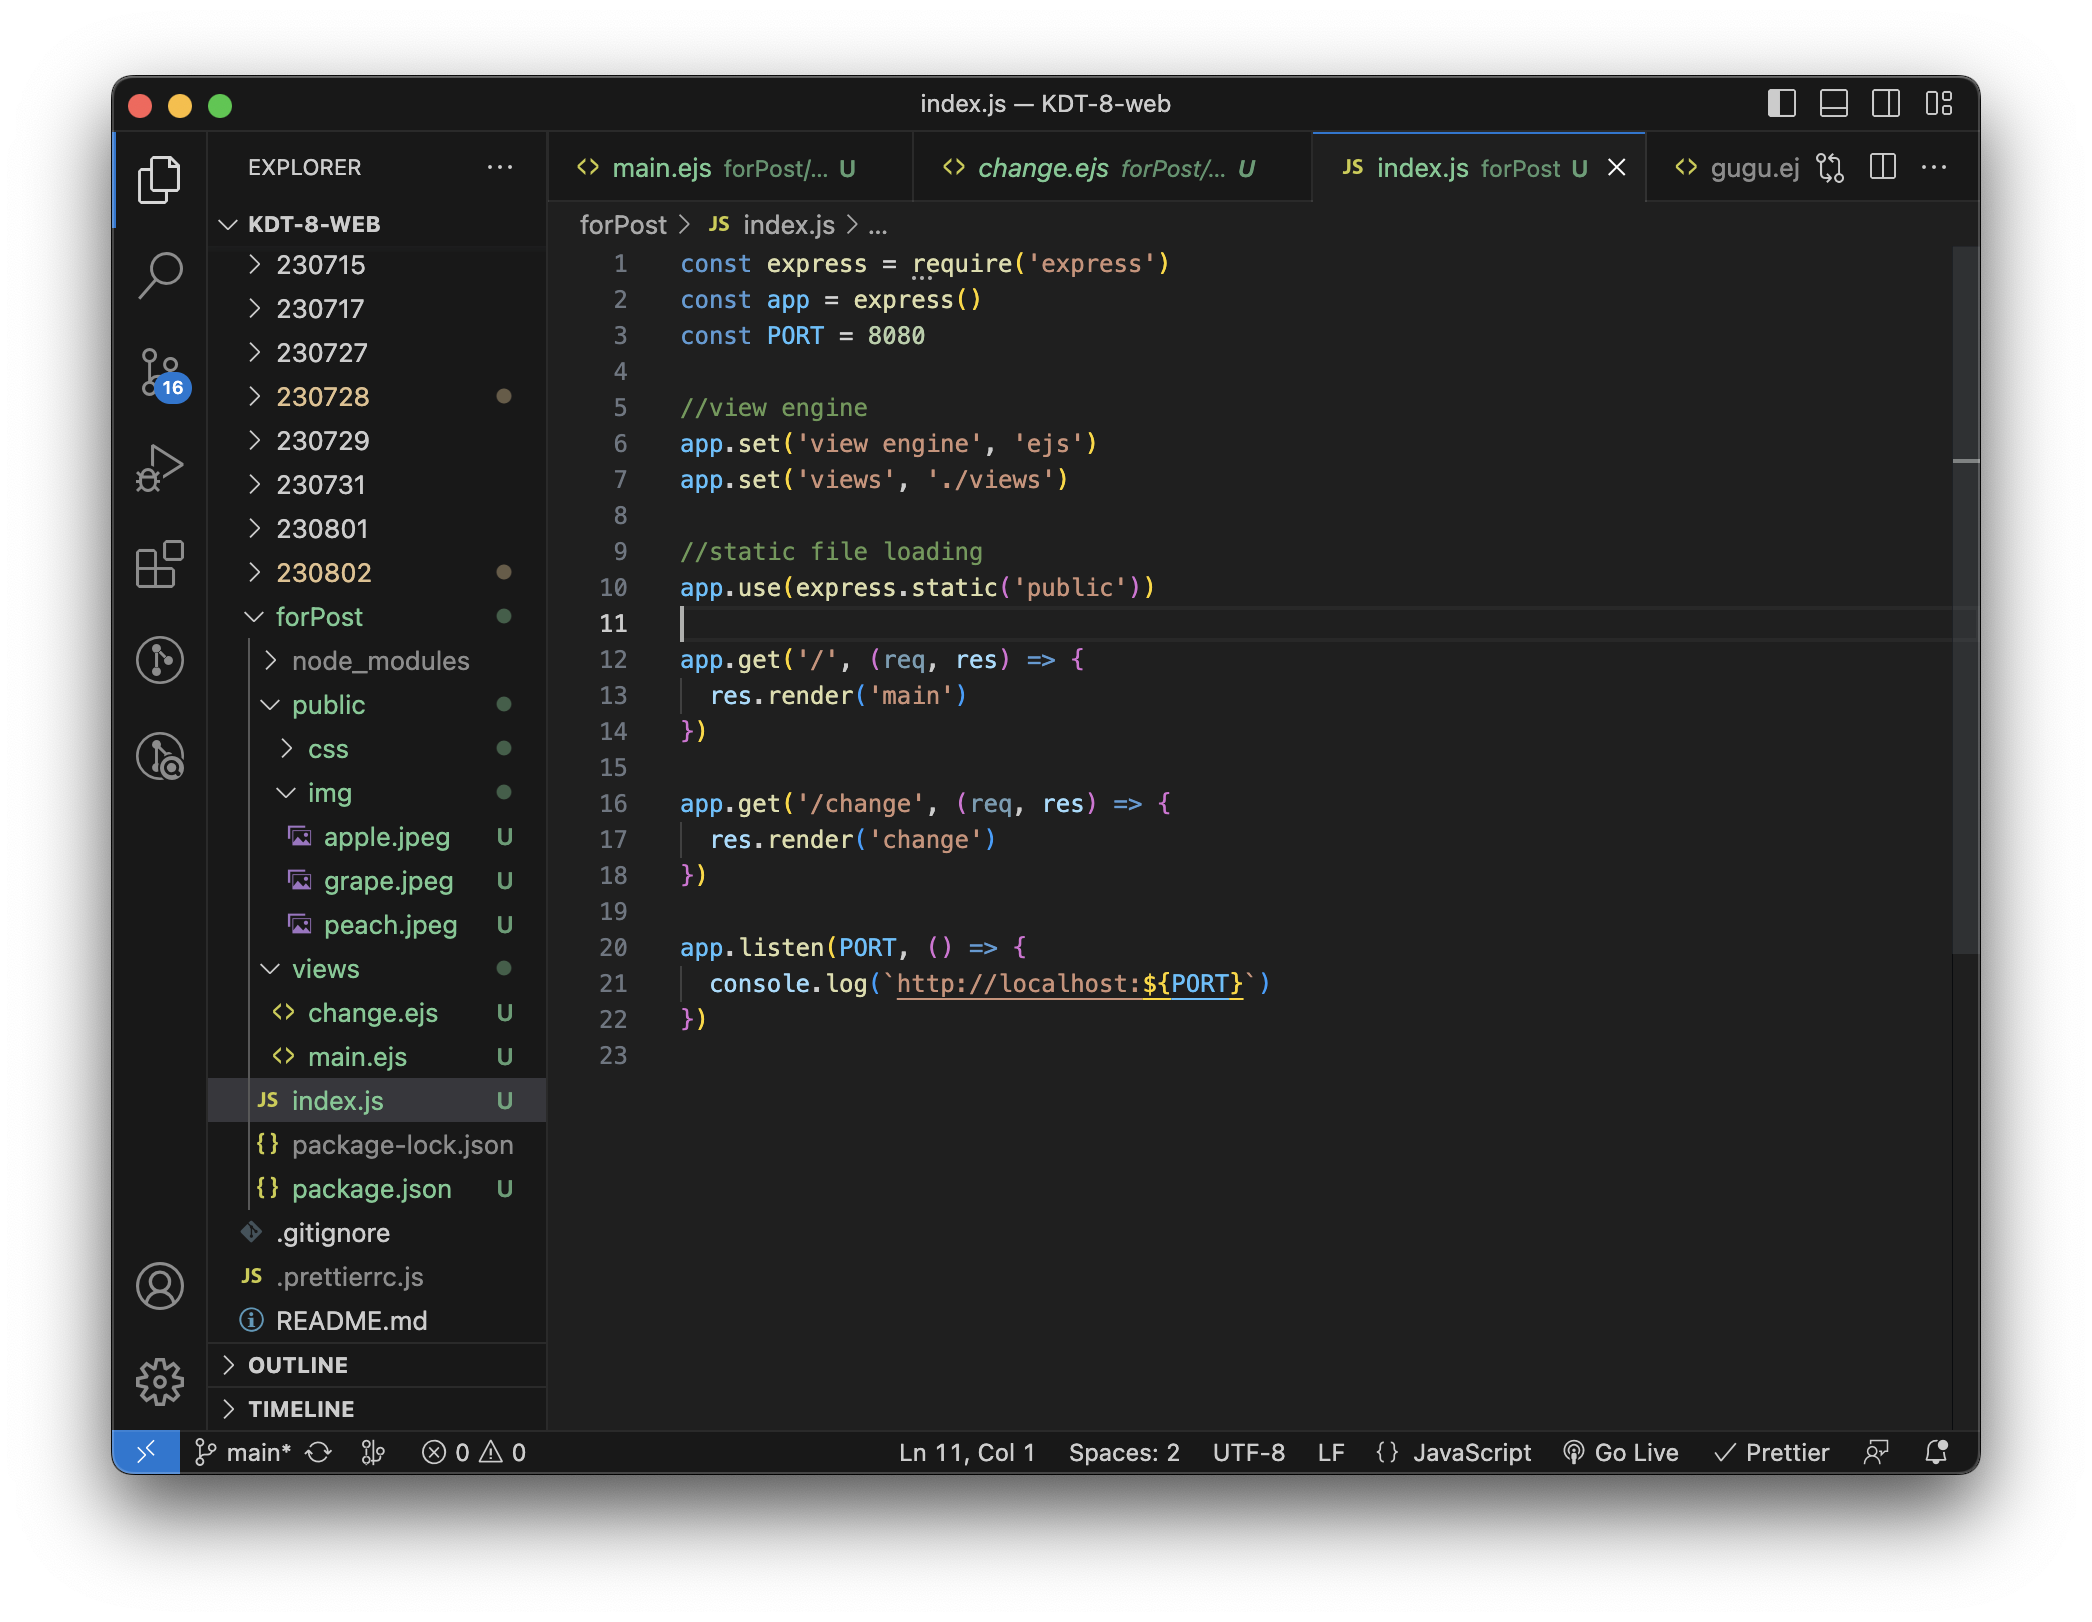 index.js — KDT-8-web
EXPLORER
KDT-8-WEB
230715
230717
230727
230728
230729
230731
230801
230802
forPost
node_modules
public
css
img
apple.jpeg U
grape.jpeg U
peach.jpeg U
views
change.ejs U
main.ejs U
JS index.js U
{} package-lock.json
{} package.json U
.gitignore
JS .prettierrc.js
README.md
OUTLINE
TIMELINE
16
main.ejs forPost/... U
change.ejs forPost/... U
JS index.js forPost U
gugu.ej
forPost > JS index.js > ...
1 const express = require('express')
2 const app = express()
3 const PORT = 8080
4
5 //view engine
6 app.set('view engine', 'ejs')
7 app.set('views', './views')
8
9 //static file loading
10 app.use(express.static('public'))
11
12 app.get('/', (req, res) => {
13   res.render('main')
14 })
15
16 app.get('/change', (req, res) => {
17   res.render('change')
18 })
19
20 app.listen(PORT, () => {
21   console.log(`http://localhost:${PORT}`)
22 })
23
main* 0 0 Ln 11, Col 1 Spaces: 2 UTF-8 LF {} JavaScript Go Live Prettier